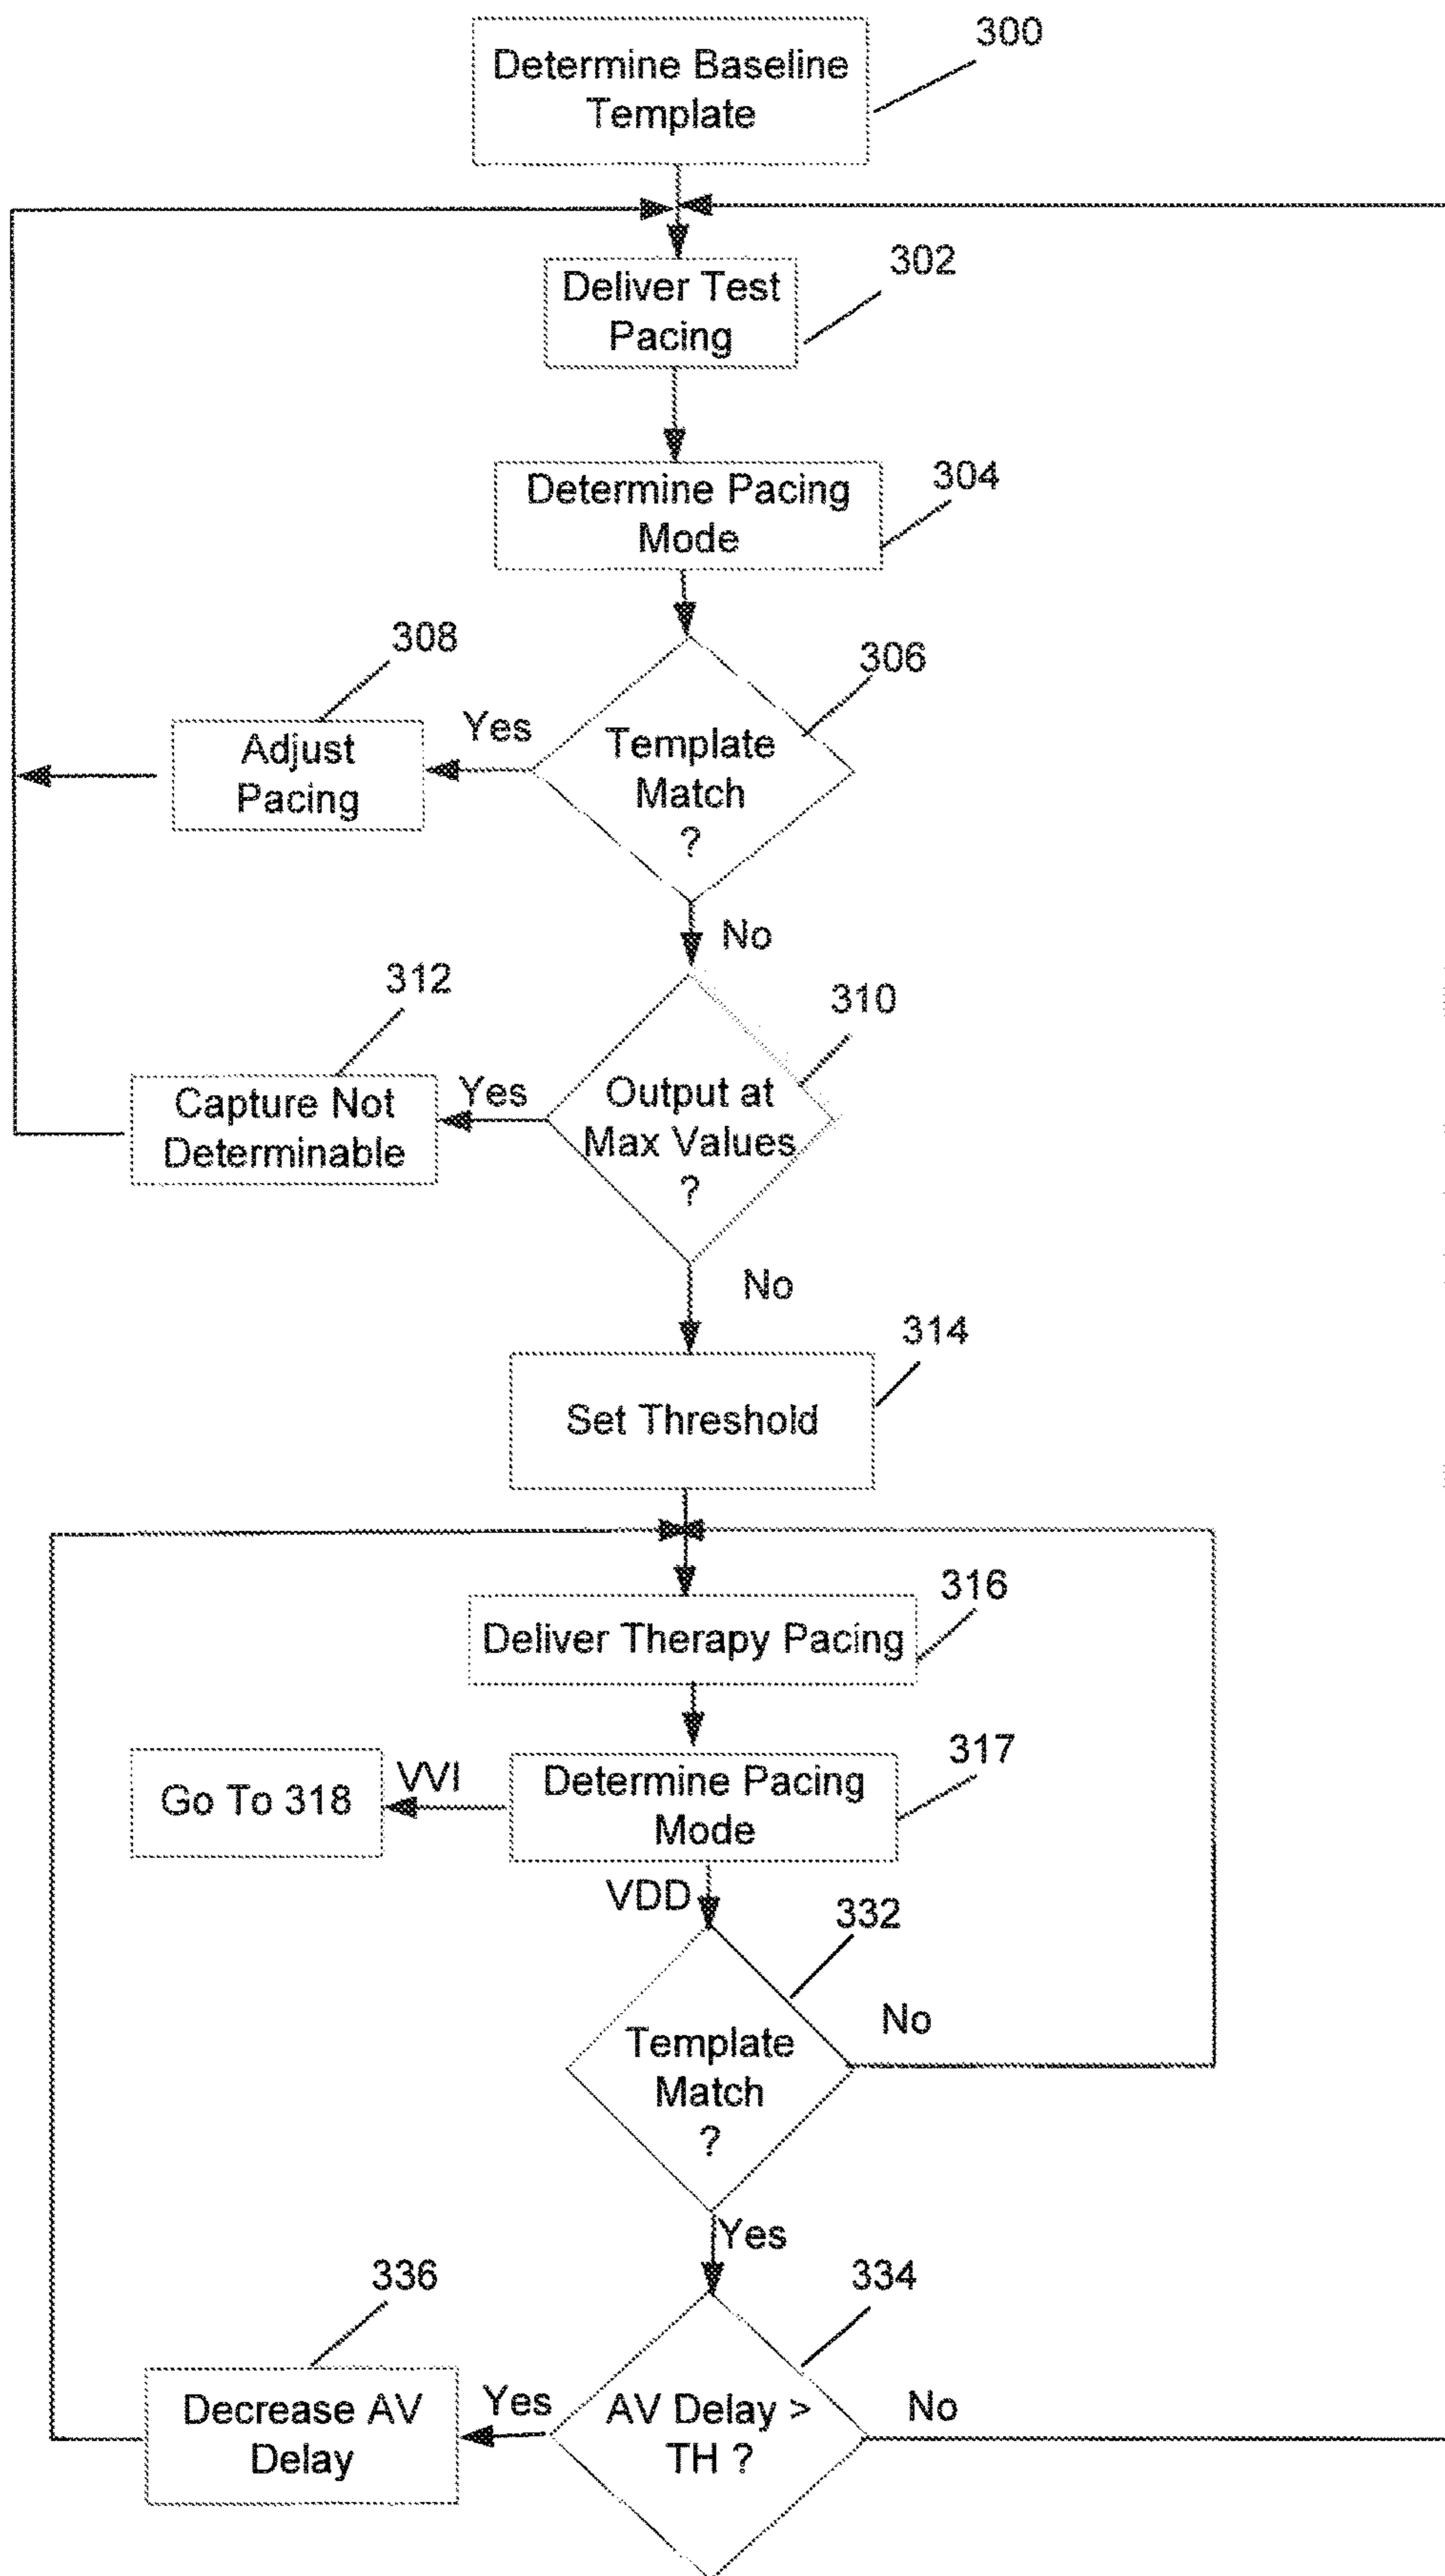 300
Determine Baseline
Template
302
Deliver Test
Pacing
304
Determine Pacing
Mode
306
308
Yes
Template
Match
?
Adjust
Pacing
No
312
310
Yes
Output at
Max Values
?
Capture Not
Determinable
No
314
Set Threshold
316
Deliver Therapy Pacing
317
Determine Pacing
Mode
VVI
Go To 318
VDD
332
No
Template
Match
?
Yes
336
334
Decrease AV
Delay
Yes
AV Delay >
TH ?
No